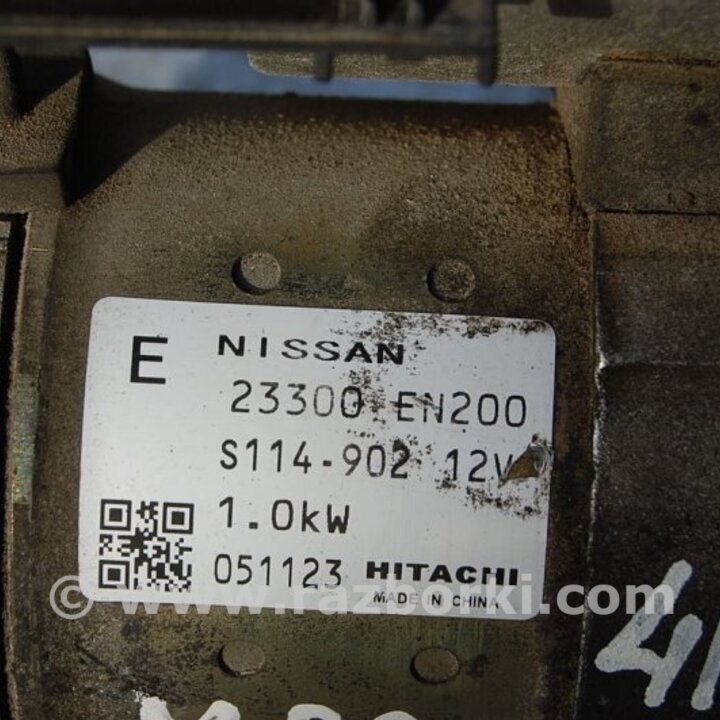 E NISSAN
23300 EN200
S114-902 12V
1.0kW
051123 HITACHI
MADE IN CHINA
© www.razborki.com